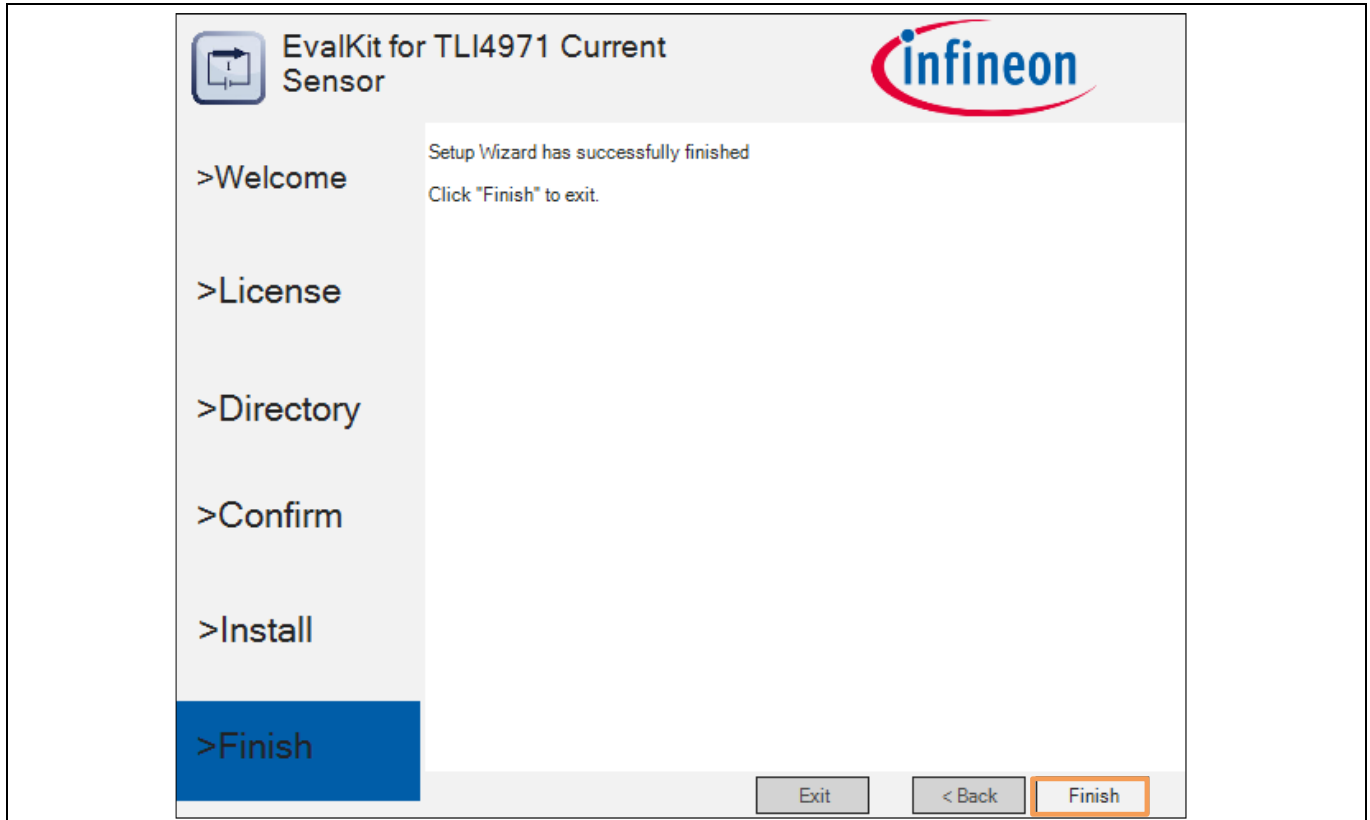 EvalKit for TLI4971 Current
Sensor
infineon
>Welcome
Setup Wizard has successfully finished
Click "Finish" to exit.
>License
>Directory
>Confirm
>Install
>Finish
Exit
< Back
Finish